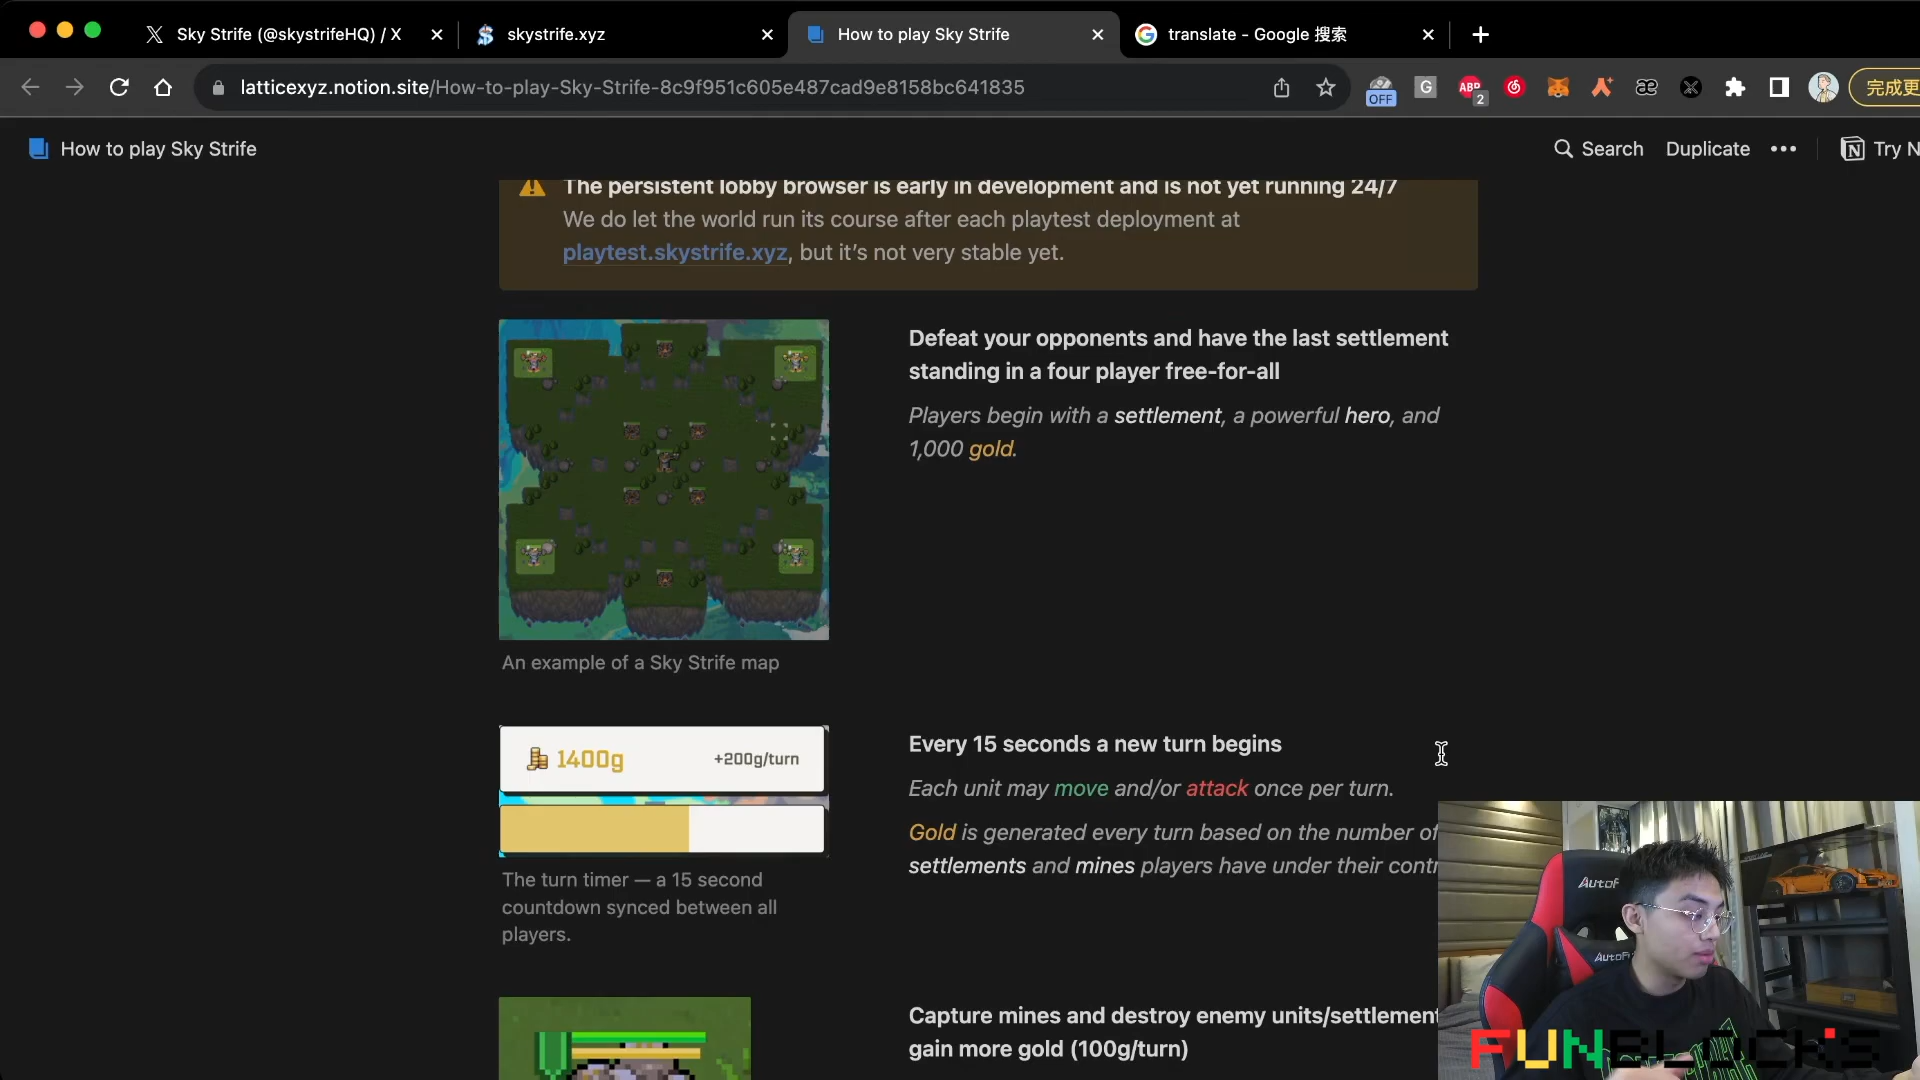 Sky Strife (@skystrifeHQ) / X
skystrife.xyz
How to play Sky Strife
translate - Google 搜索
latticexyz.notion.site/How-to-play-Sky-Strife-8c9f951c605e487cad9e8158bc641835
OFF
G
ABP
2
æ
完成更
How to play Sky Strife
Search
Duplicate
Try N
The persistent lobby browser is early in development and is not yet running 24/7
We do let the world run its course after each playtest deployment at
playtest.skystrife.xyz, but it's not very stable yet.
Defeat your opponents and have the last settlement
standing in a four player free-for-all
Players begin with a settlement, a powerful hero, and
1,000 gold.
An example of a Sky Strife map
1400g
+200g/turn
The turn timer — a 15 second
countdown synced between all
players.
Every 15 seconds a new turn begins
Each unit may move and/or attack once per turn.
Gold is generated every turn based on the number of
settlements and mines players have under their contr
Capture mines and destroy enemy units/settlement
gain more gold (100g/turn)
FUNBLOCKS